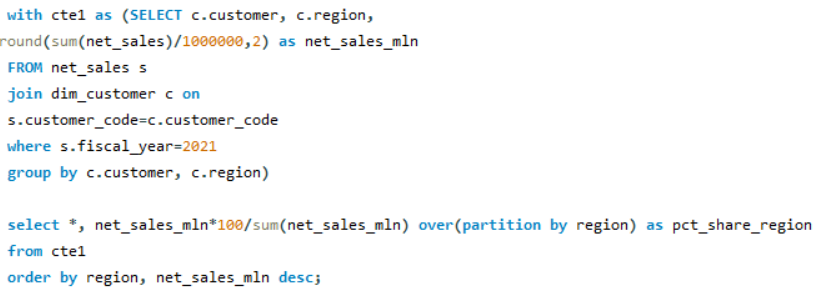 with cte1 as (SELECT c.customer, c.region,
round(sum(net_sales)/1000000,2) as net_sales_mln
FROM net_sales s
join dim_customer c on
s.customer_code=c.customer_code
where s.fiscal_year=2021
group by c.customer, c.region)

select *, net_sales_mln*100/sum(net_sales_mln) over(partition by region) as pct_share_region
from cte1
order by region, net_sales_mln desc;